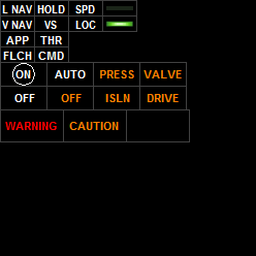 L NAV HOLD SPD
V NAV VS LOC
APP THR
FLCH CMD
ON AUTO PRESS VALVE
OFF OFF ISLN DRIVE
WARNING CAUTION